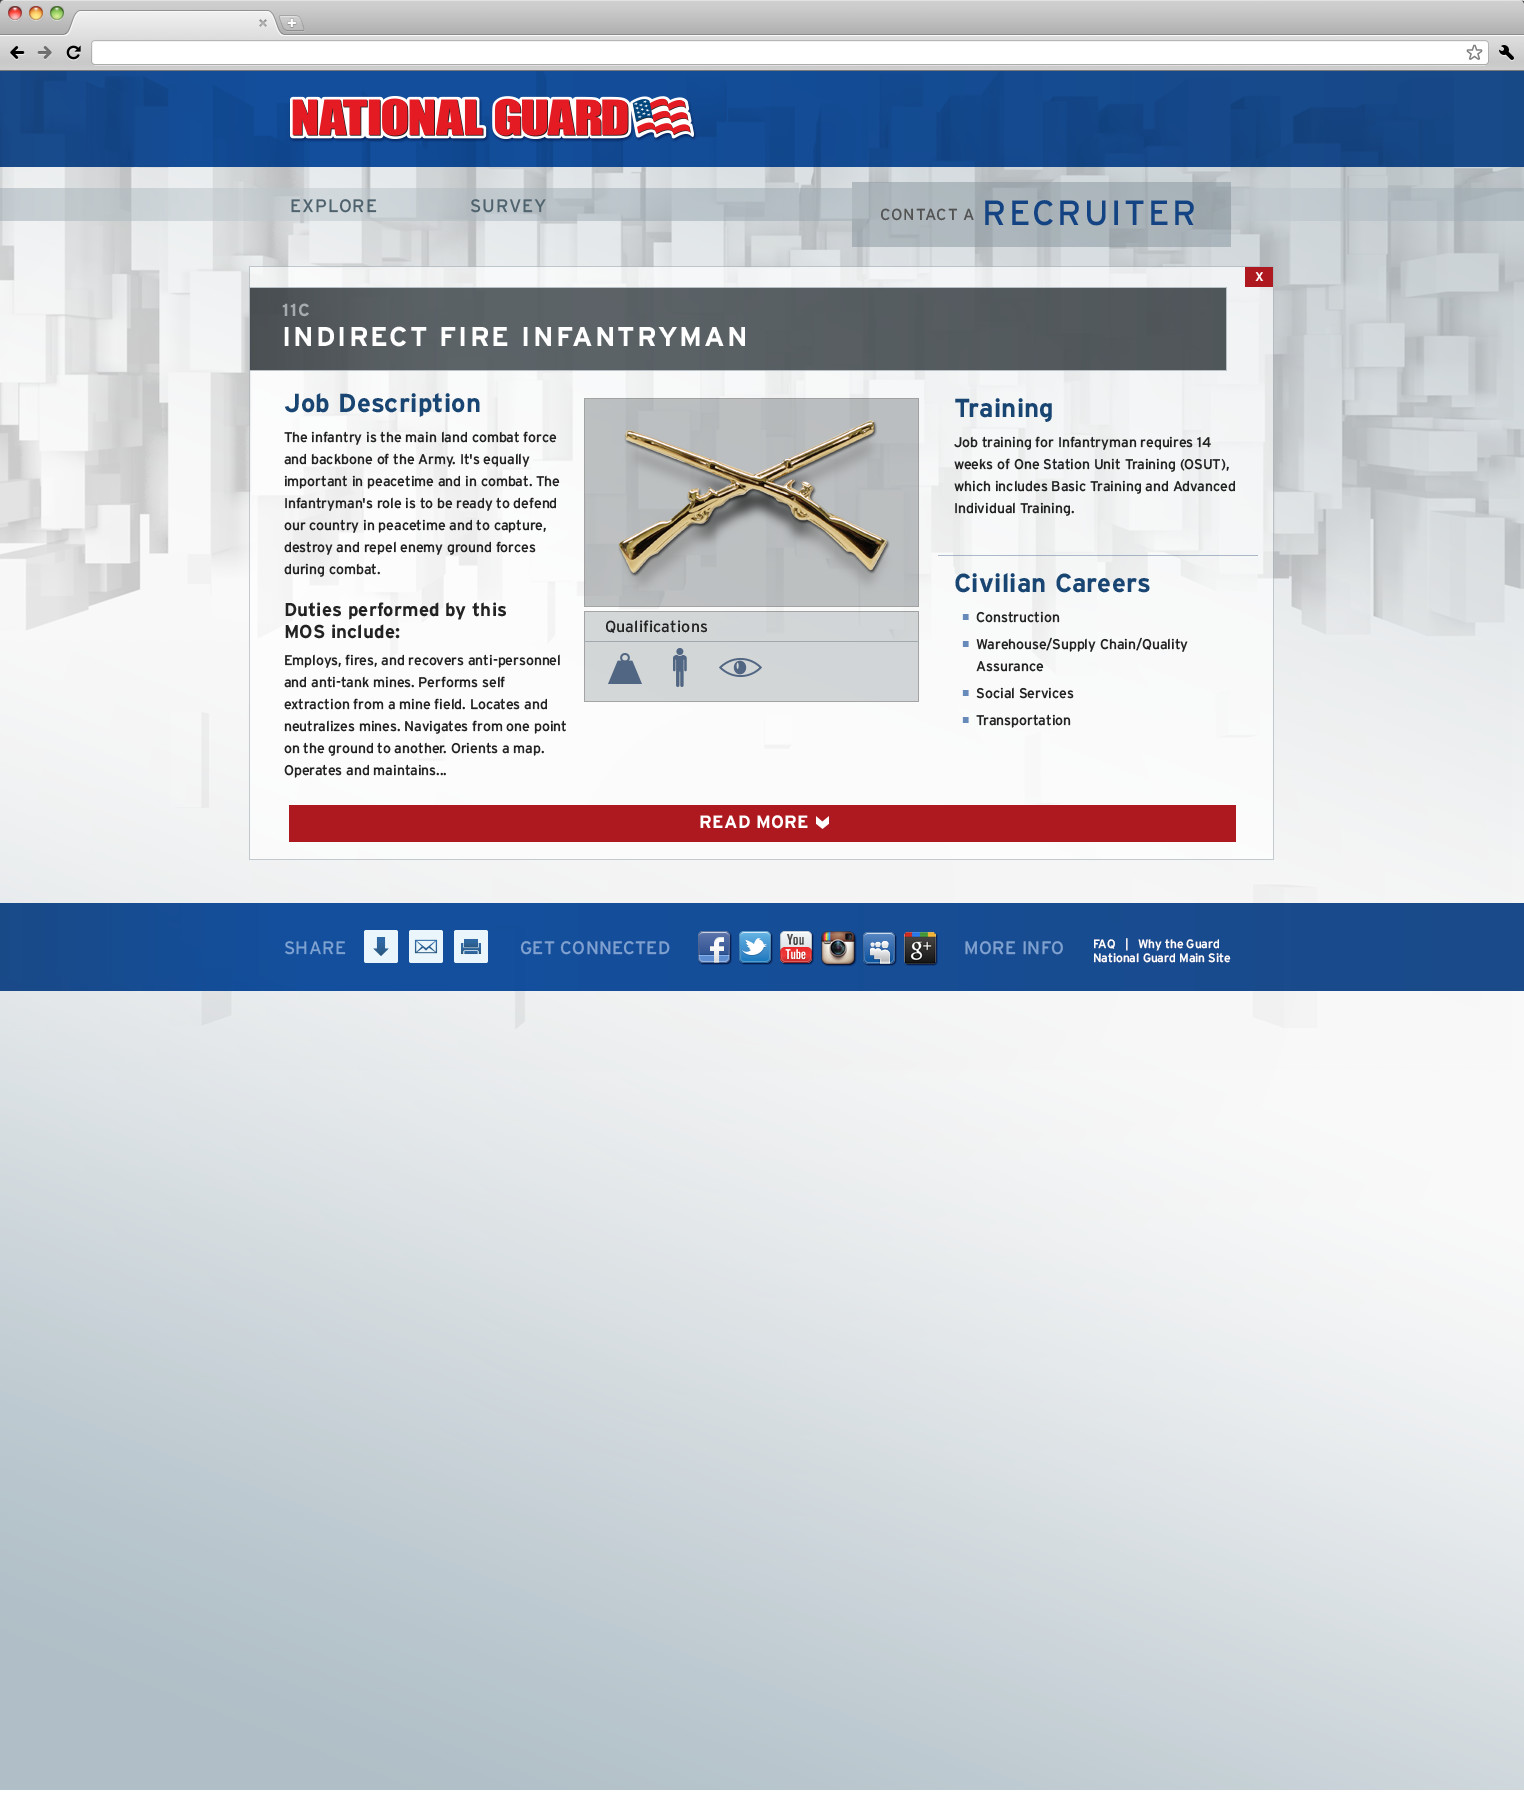 NATIONAL GUARD
EXPLORE
SURVEY
CONTACT A RECRUITER
X
11C
INDIRECT FIRE INFANTRYMAN
Job Description
The infantry is the main land combat force
and backbone of the Army. It's equally
important in peacetime and in combat. The
Infantryman's role is to be ready to defend
our country in peacetime and to capture,
destroy and repel enemy ground forces
during combat.
Duties performed by this
MOS include:
Employs, fires, and recovers anti-personnel
and anti-tank mines. Performs self
extraction from a mine field. Locates and
neutralizes mines. Navigates from one point
on the ground to another. Orients a map.
Operates and maintains...
Qualifications
Training
Job training for Infantryman requires 14
weeks of One Station Unit Training (OSUT),
which includes Basic Training and Advanced
Individual Training.
Civilian Careers
Construction
Warehouse/Supply Chain/Quality
Assurance
Social Services
Transportation
READ MORE
SHARE
GET CONNECTED
f
You
Tube
g+
MORE INFO
FAQ | Why the Guard
National Guard Main Site